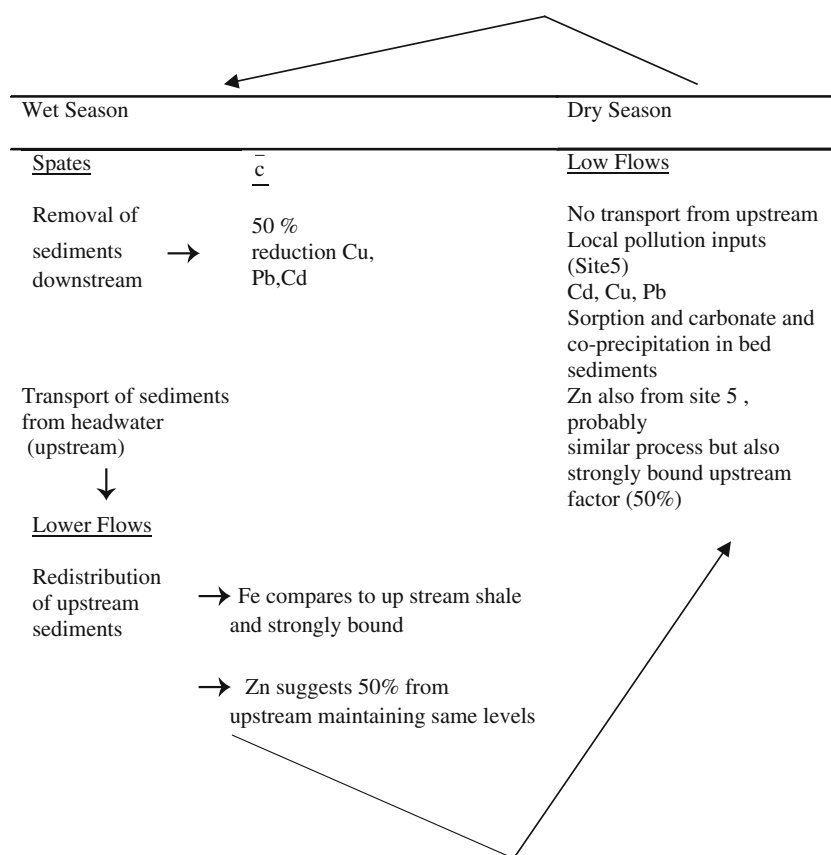 Wet Season
Dry Season
Spates
c̄
Low Flows
Removal of
sediments
downstream →
50 %
reduction Cu,
Pb,Cd
No transport from upstream
Local pollution inputs
(Site5)
Cd, Cu, Pb
Sorption and carbonate and
co-precipitation in bed
sediments
Zn also from site 5 ,
probably
similar process but also
strongly bound upstream
factor (50%)
Transport of sediments
from headwater
(upstream)
↓
Lower Flows
Redistribution
of upstream
sediments
→ Fe compares to up stream shale
and strongly bound
→ Zn suggests 50% from
upstream maintaining same levels